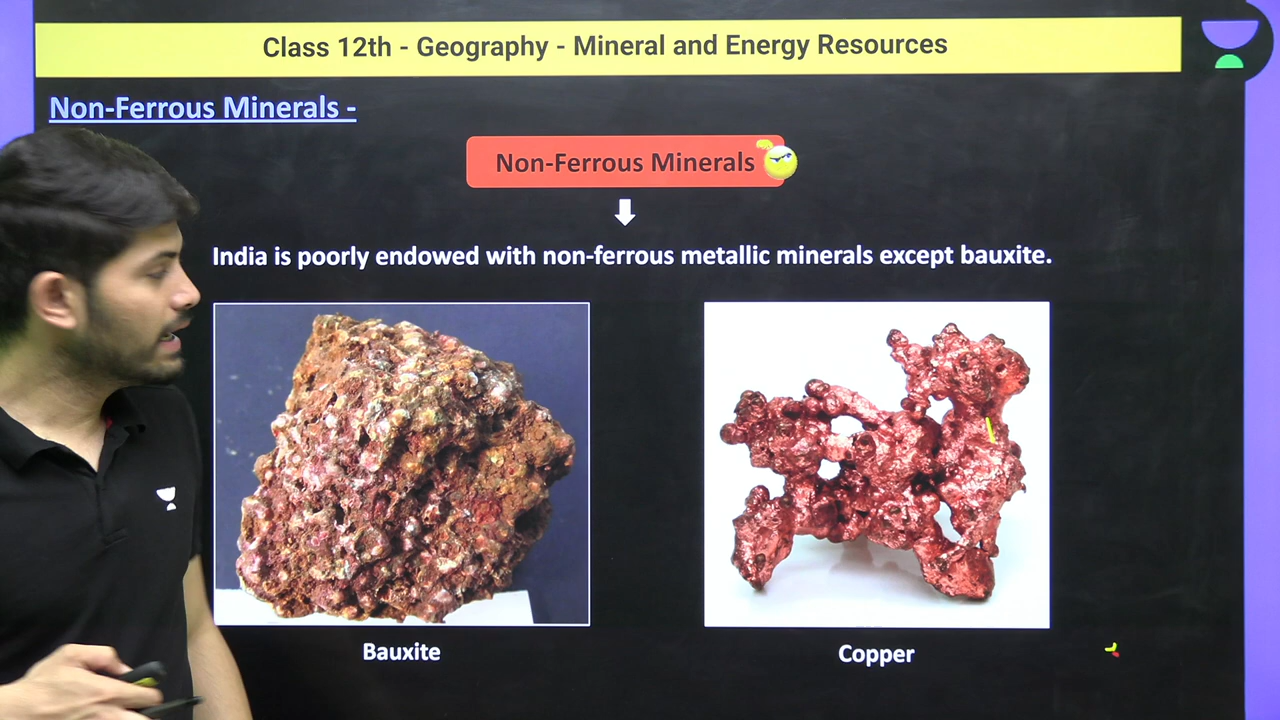 Class 12th - Geography - Mineral and Energy Resources
Non-Ferrous Minerals -
Non-Ferrous Minerals
India is poorly endowed with non-ferrous metallic minerals except bauxite.
Bauxite
Copper